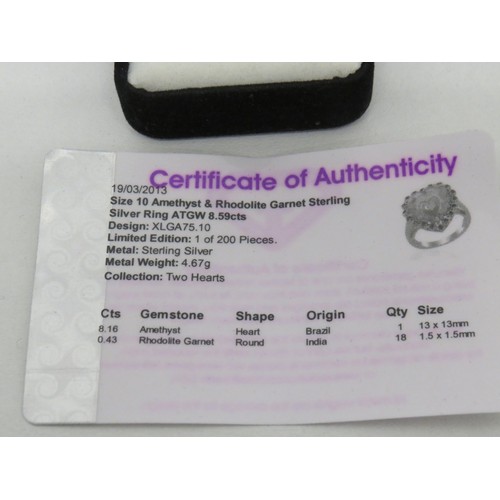 Certificate of Authenticity
19/03/2013
Size 10 Amethyst & Rhodolite Garnet Sterling
Silver Ring ATGW 8.59cts
Design: XLGA75.10
Limited Edition: 1 of 200 Pieces.
Metal: Sterling Silver
Metal Weight: 4.67g
Collection: Two Hearts
Cts Gemstone Shape Origin Qty Size
8.16 Amethyst Heart Brazil 1 13 x 13mm
0.43 Rhodolite Garnet Round India 18 1.5 x 1.5mm